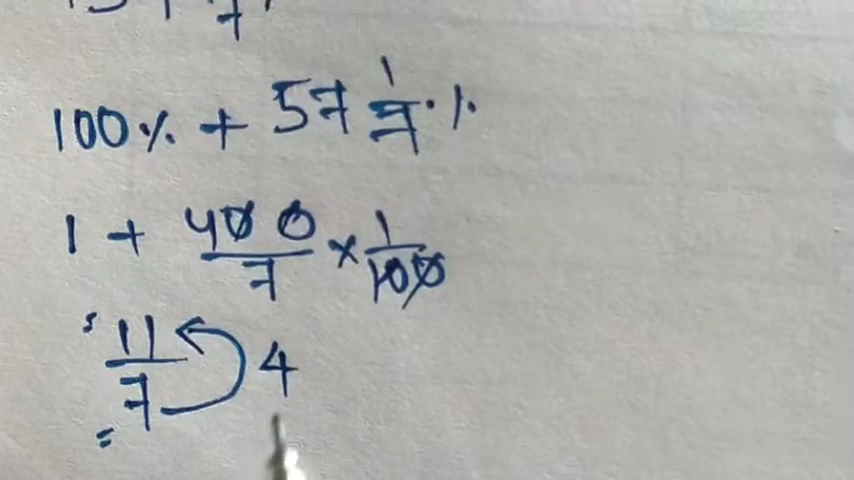 100% + 57 1/7 %
1 + 400/7 × 1/100
11/7 4